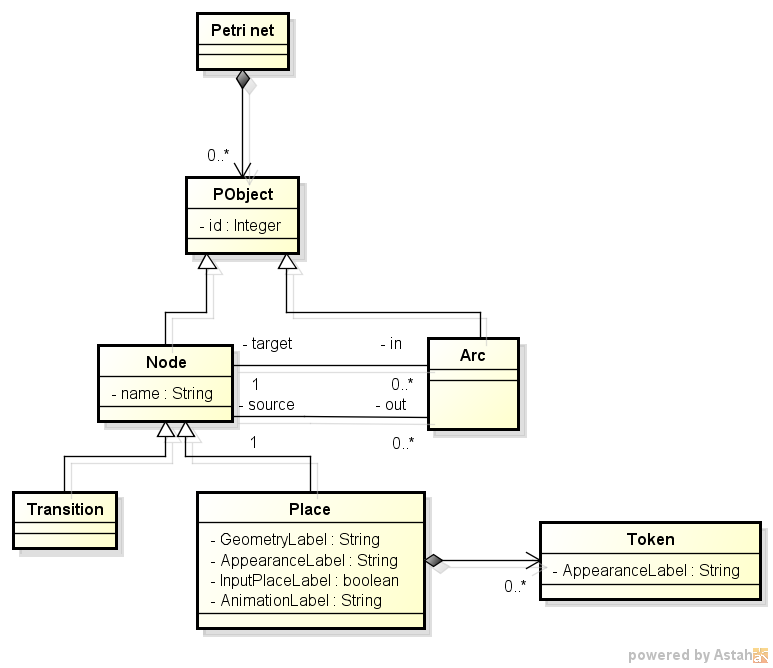 Petri net
0..*
PObject
- id : Integer
- target
- in
Node
Arc
- name : String
1
0..*
- source
- out
1
0..*
Transition
Place
- GeometryLabel : String
- AppearanceLabel : String
- InputPlaceLabel : boolean
- AnimationLabel : String
Token
- AppearanceLabel : String
0..*
powered by Astah